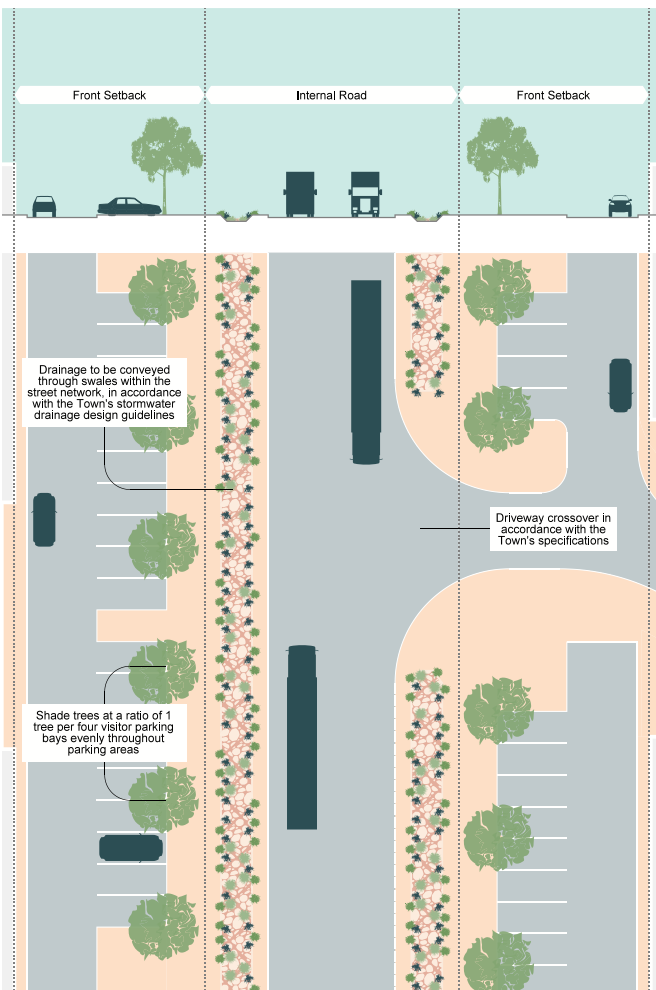 Front Setback
Internal Road
Front Setback
Drainage to be conveyed
through swales within the
street network, in accordance
with the Town's stormwater
drainage design guidelines
Driveway crossover in
accordance with the
Town's specifications
Shade trees at a ratio of 1
tree per four visitor parking
bays evenly throughout
parking areas